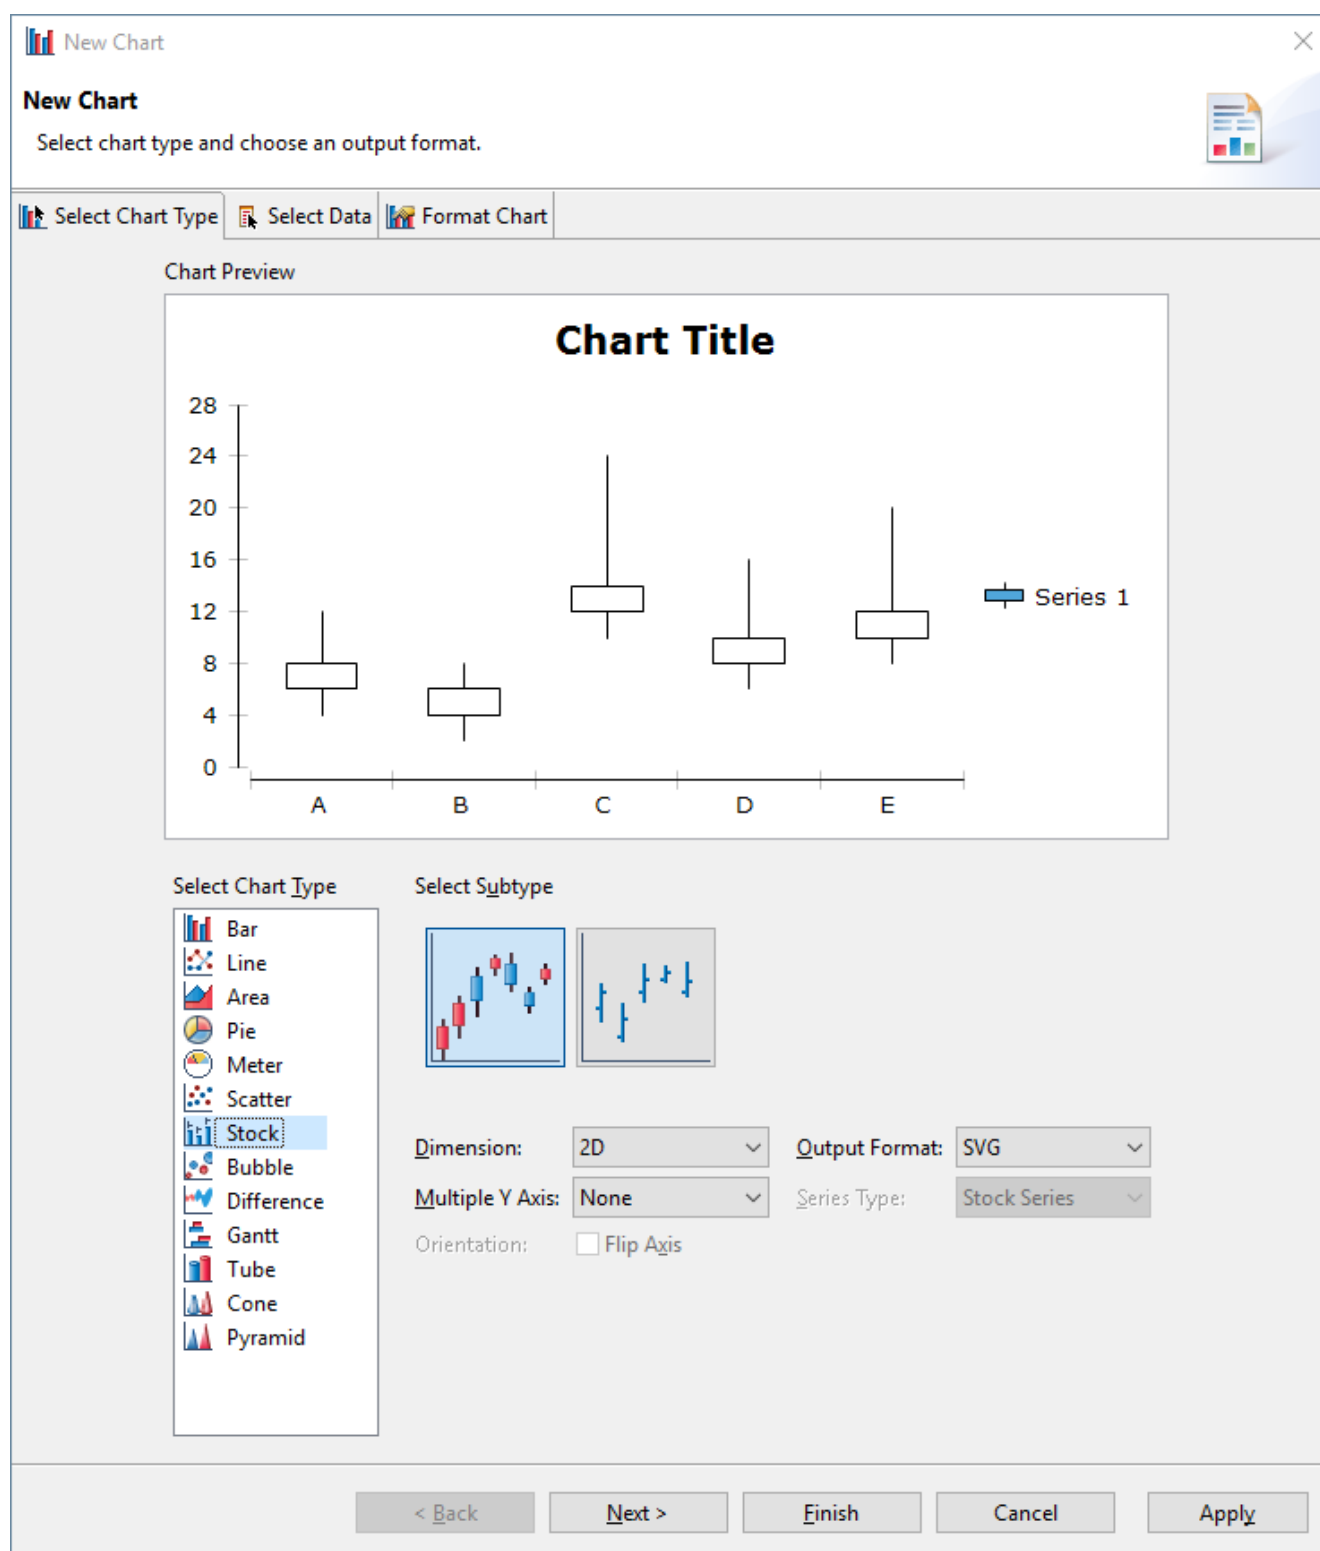 New Chart
New Chart
Select chart type and choose an output format.
Select Chart Type Select Data Format Chart
Chart Preview
Chart Title
28
24
20
16
12
8
4
0
Series 1
A B C D E
Select Chart Type Select Subtype
Bar
Line
Area
Pie
Meter
Scatter
Stock
Bubble
Difference
Gantt
Tube
Cone
Pyramid
Dimension: 2D Output Format: SVG
Multiple Y Axis: None Series Type: Stock Series
Orientation: Flip Axis
< Back Next > Finish Cancel Apply